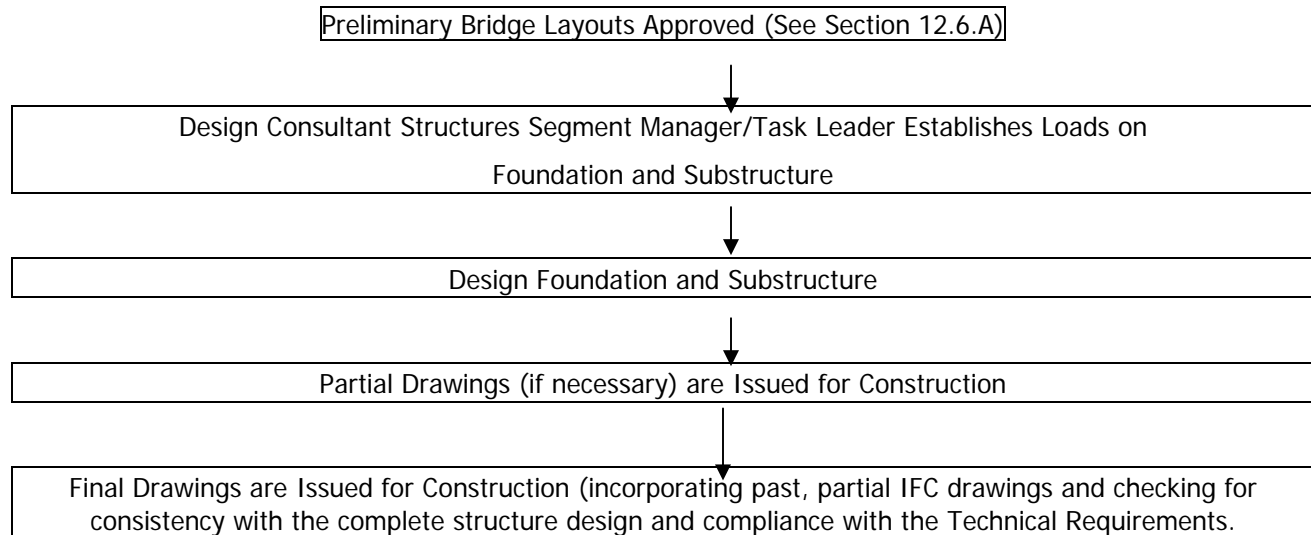 Preliminary Bridge Layouts Approved (See Section 12.6.A)
Design Consultant Structures Segment Manager/Task Leader Establishes Loads on
Foundation and Substructure
Design Foundation and Substructure
Partial Drawings (if necessary) are Issued for Construction
Final Drawings are Issued for Construction (incorporating past, partial IFC drawings and checking for
consistency with the complete structure design and compliance with the Technical Requirements.